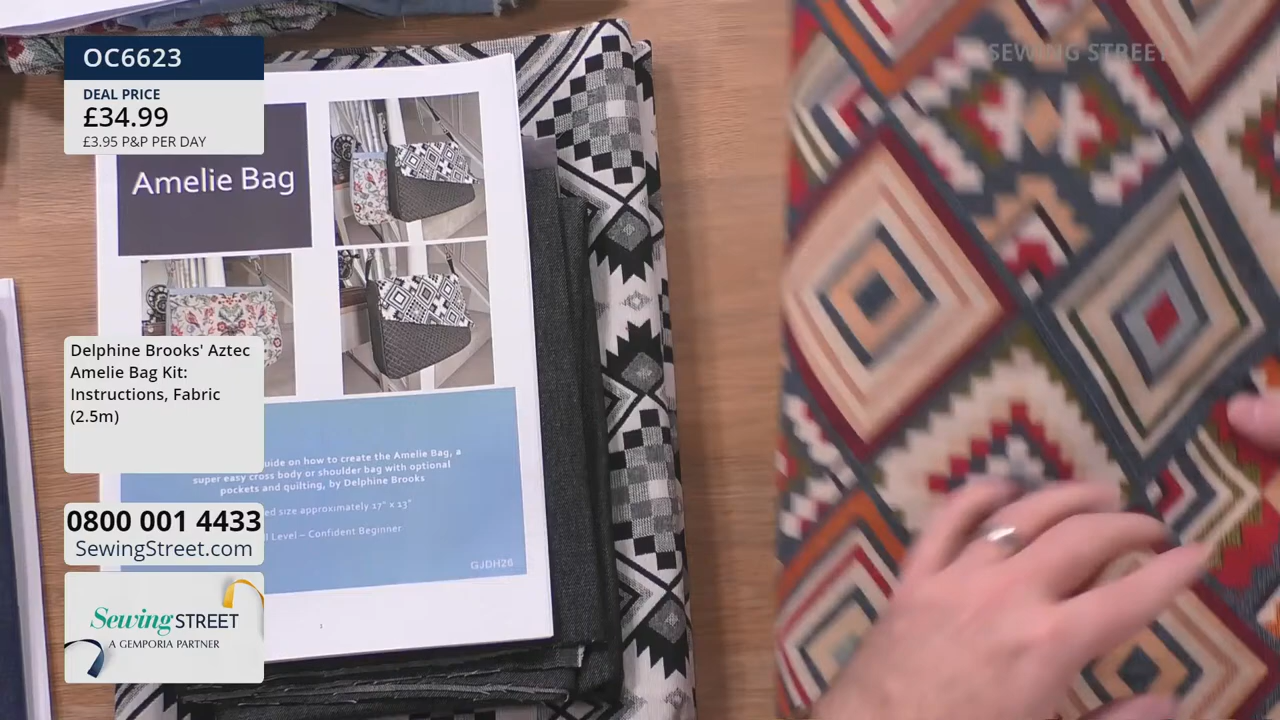 OC6623
DEAL PRICE
£34.99
£3.95 P&P PER DAY
SEWING STREET
Amelie Bag
Delphine Brooks' Aztec
Amelie Bag Kit:
Instructions, Fabric
(2.5m)
on how to create the Amelie Bag, a
super easy cross body or shoulder bag with optional
pockets and quilting, by Delphine Brooks
size approximately 17" x 13"
Level – Confident Beginner
GJDH26
0800 001 4433
SewingStreet.com
Sewing STREET
A GEMPORIA PARTNER